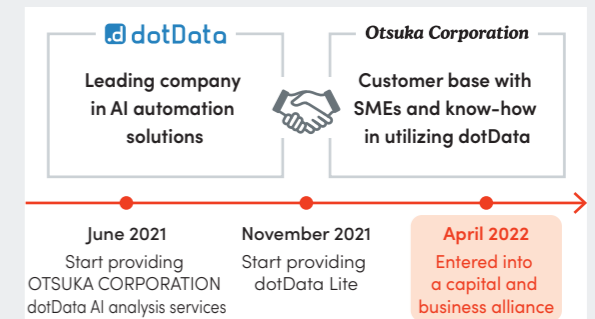 dotData
Leading company
in AI automation
solutions
Otsuka Corporation
Customer base with
SMEs and know-how
in utilizing dotData
June 2021
Start providing
OTSUKA CORPORATION
dotData AI analysis services
November 2021
Start providing
dotData Lite
April 2022
Entered into
a capital and
business alliance